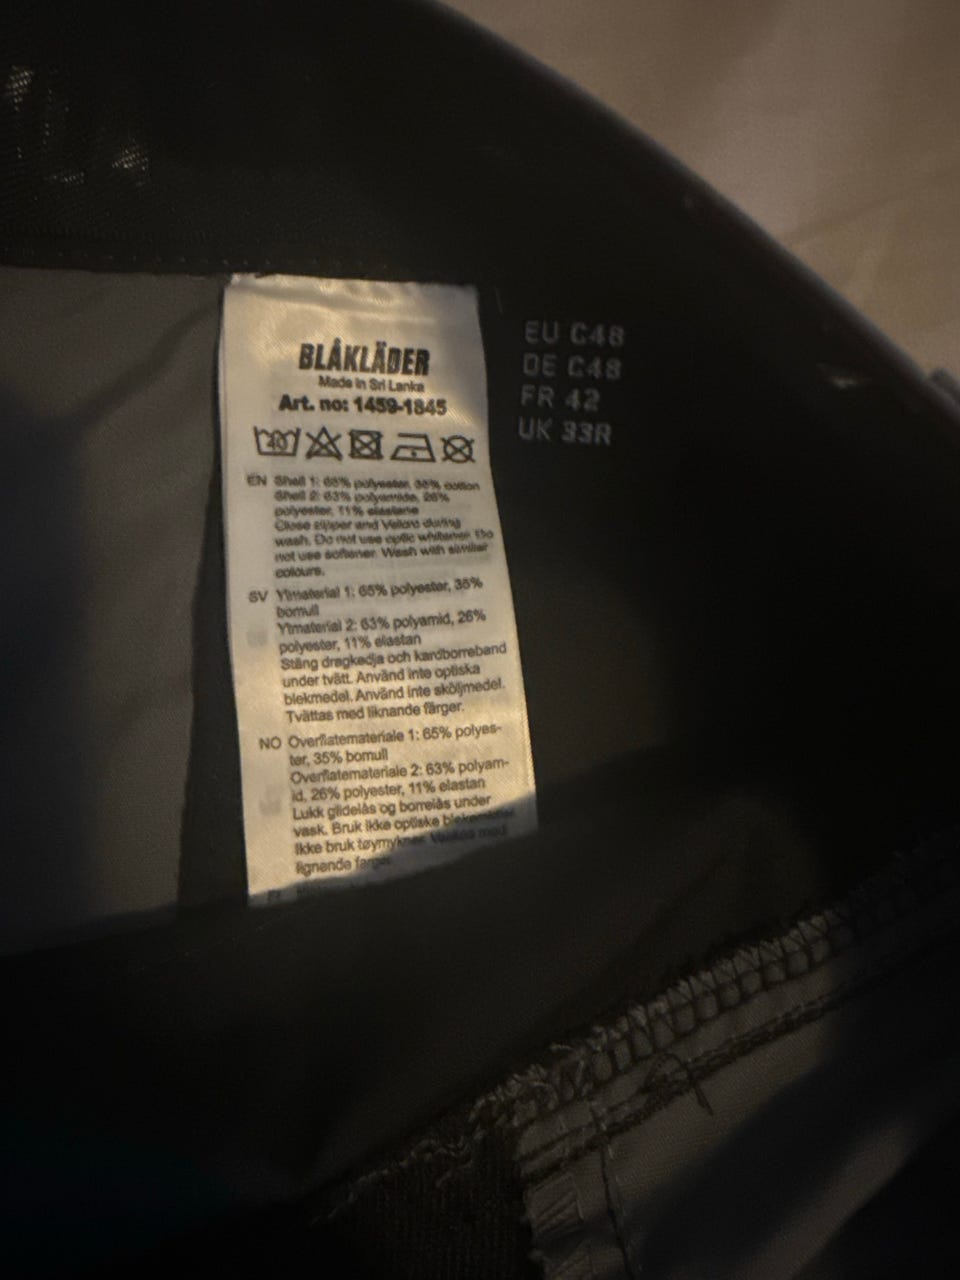 BLÅKLÄDER
Made in Sri Lanka
Art. no: 1459-1845
40
EN Shell 1: 65% polyester, 35% cotton
Shell 2: 63% polyamide, 26%
polyester, 11% elastane
Close zipper and Velcro during
wash. Do not use optic whitener. Do
not use softener. Wash with similar
colours.
SV Ytmaterial 1: 65% polyester, 35%
bomull
Ytmaterial 2: 63% polyamid, 26%
polyester, 11% elastan
Stäng dragkedja och kardborreband
under tvätt. Använd inte optiska
blekmedel. Använd inte sköljmedel.
Tvättas med liknande färger.
NO Overflatemateriale 1: 65% polyes-
ter, 35% bomull
Overflatemateriale 2: 63% polyam-
id, 26% polyester, 11% elastan
Lukk glidelås og borrelås under
vask. Bruk ikke optiske blekemidler.
Ikke bruk tøymykner. Vaskes med
lignende farger.
EU C48
DE C48
FR 42
UK 33R